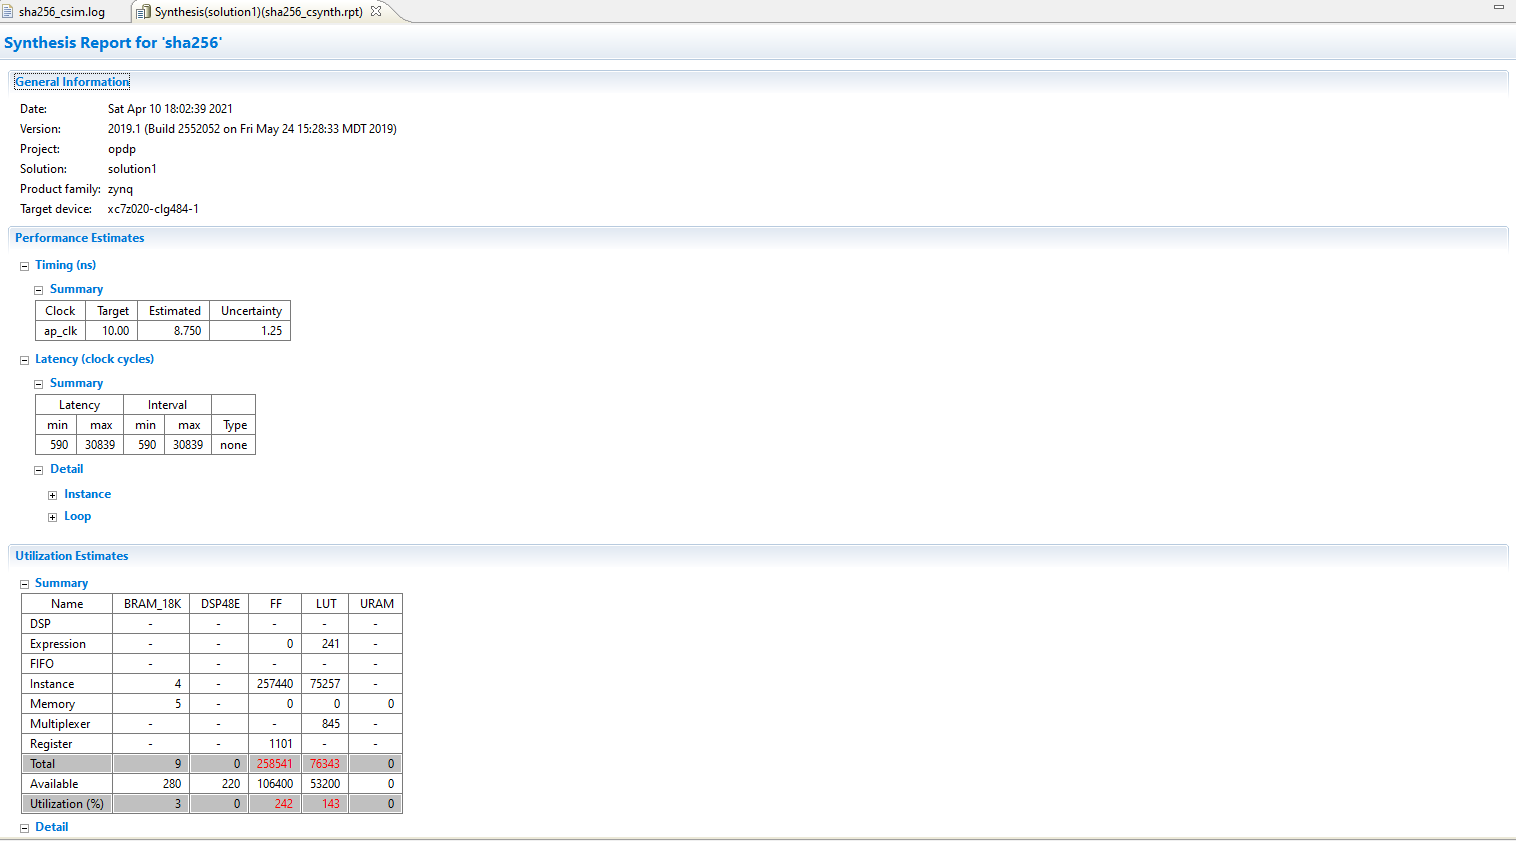 sha256_csim.log Synthesis(solution1)(sha256_csynth.rpt)
Synthesis Report for 'sha256'
General Information
Date: Sat Apr 10 18:02:39 2021
Version: 2019.1 (Build 2552052 on Fri May 24 15:28:33 MDT 2019)
Project: opdp
Solution: solution1
Product family: zynq
Target device: xc7z020-clg484-1
Performance Estimates
Timing (ns)
Summary
Clock Target Estimated Uncertainty
ap_clk 10.00 8.750 1.25
Latency (clock cycles)
Summary
Latency Interval
min max min max Type
590 30839 590 30839 none
Detail
Instance
Loop
Utilization Estimates
Summary
Name BRAM_18K DSP48E FF LUT URAM
DSP - - - - -
Expression - - 0 241 -
FIFO - - - - -
Instance 4 - 257440 75257 -
Memory 5 - 0 0 0
Multiplexer - - - 845 -
Register - - 1101 - -
Total 9 0 258541 76343 0
Available 280 220 106400 53200 0
Utilization (%) 3 0 242 143 0
Detail